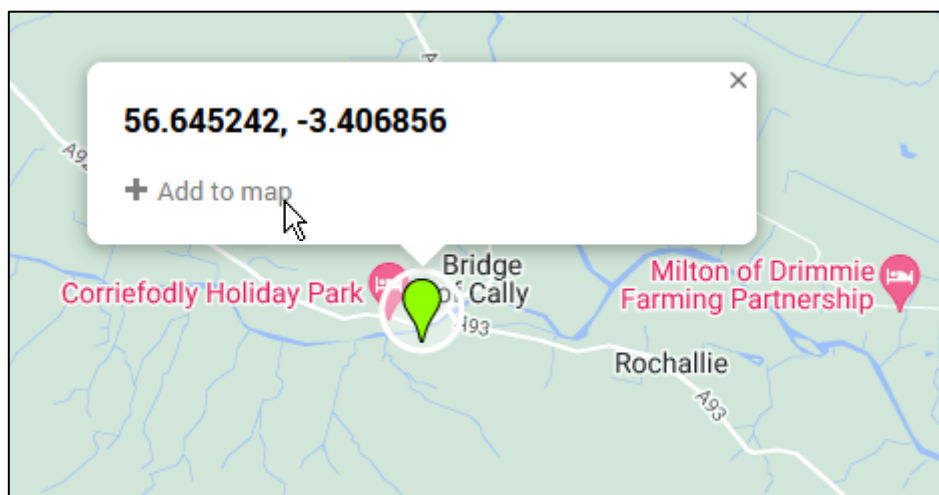 56.645242, -3.406856
+ Add to map
Bridge
of Cally
Corriefodly Holiday Park
Milton of Drimmie
Farming Partnership
A93
Rochallie
A93